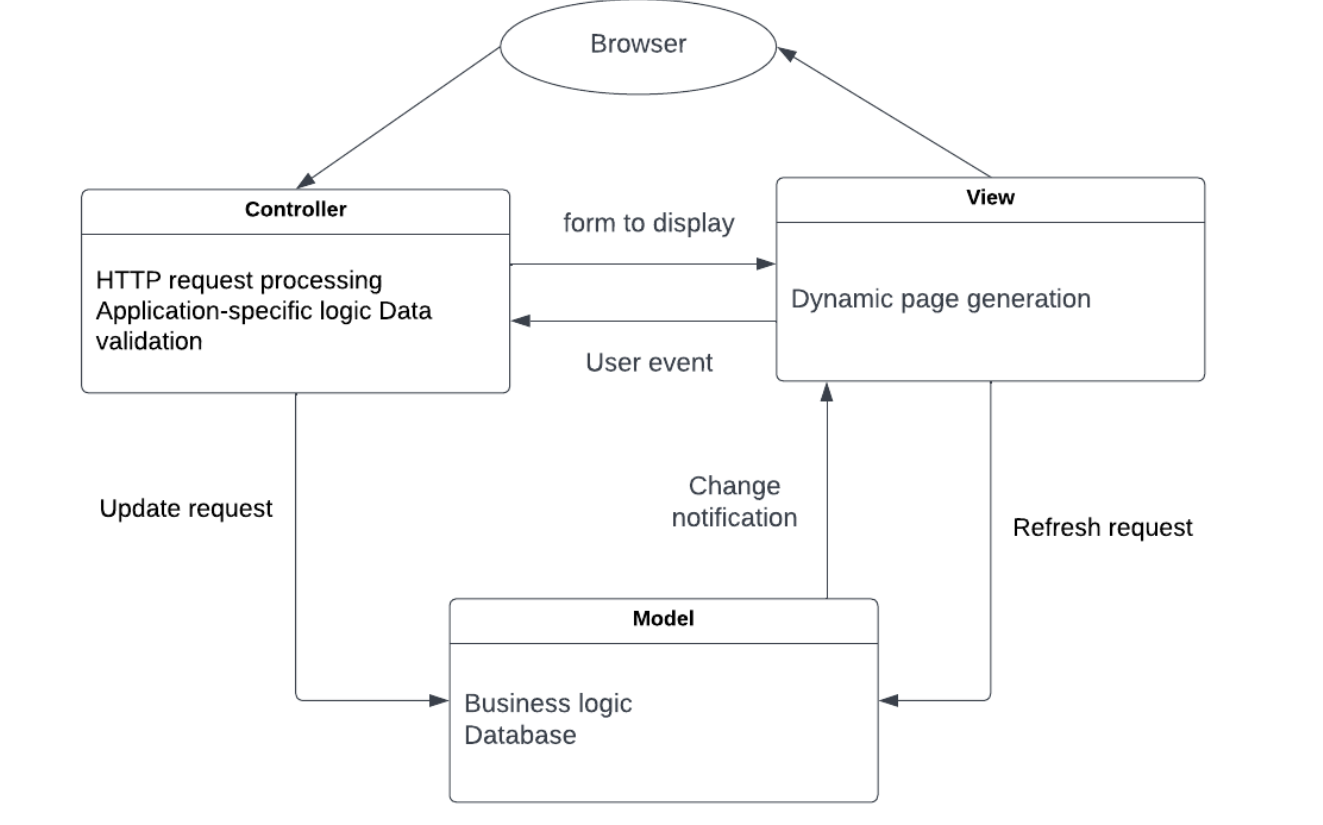 Browser
Controller
HTTP request processing
Application-specific logic Data
validation
form to display
User event
View
Dynamic page generation
Update request
Change
notification
Refresh request
Model
Business logic
Database